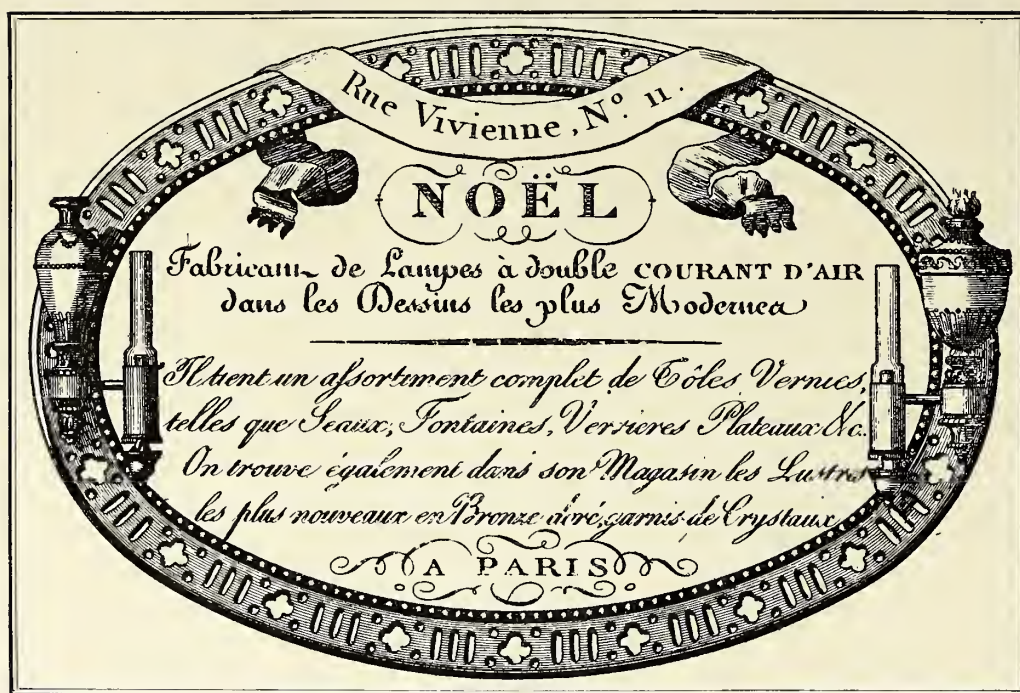 Rue Vivienne, N.º 11.
NOËL
Fabricant de Lampes à double COURANT D'AIR
dans les Dessins les plus Modernes
Il tient un assortiment complet de Tôles Vernies,
telles que Seaux, Fontaines, Verrieres Plateaux &c.
On trouve également dans son Magasin les Lustres
les plus nouveaux en Bronze doré, garnis de Crystaux
A PARIS